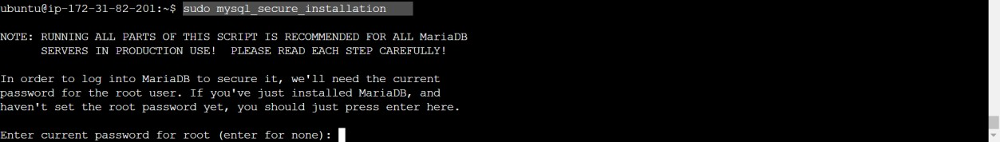 ubuntu@ip-172-31-82-201:~$ sudo mysql_secure_installation
NOTE: RUNNING ALL PARTS OF THIS SCRIPT IS RECOMMENDED FOR ALL MariaDB
SERVERS IN PRODUCTION USE!  PLEASE READ EACH STEP CAREFULLY!
In order to log into MariaDB to secure it, we'll need the current
password for the root user. If you've just installed MariaDB, and
haven't set the root password yet, you should just press enter here.
Enter current password for root (enter for none):